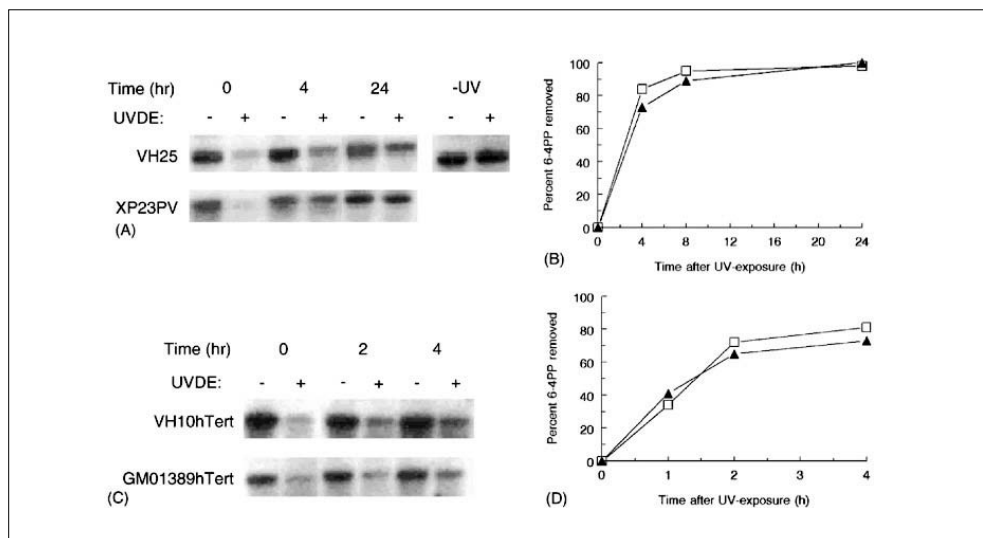 Time (hr) 0 4 24 -UV
UVDE: - + - + - + - +
VH25
XP23PV
(A)
Percent 6-4PP removed
100
80
60
40
20
0
0 4 8 12 16 20 24
Time after UV-exposure (h)
(B)
Time (hr) 0 2 4
UVDE: - + - + - +
VH10hTert
GM01389hTert
(C)
Percent 6-4PP removed
100
80
60
40
20
0
0 1 2 3 4
Time after UV-exposure (h)
(D)